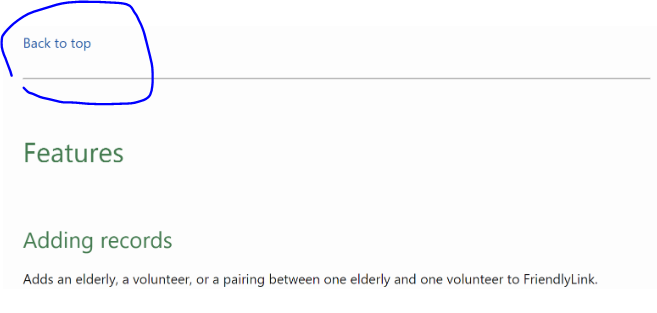 Back to top
Features
Adding records
Adds an elderly, a volunteer, or a pairing between one elderly and one volunteer to FriendlyLink.